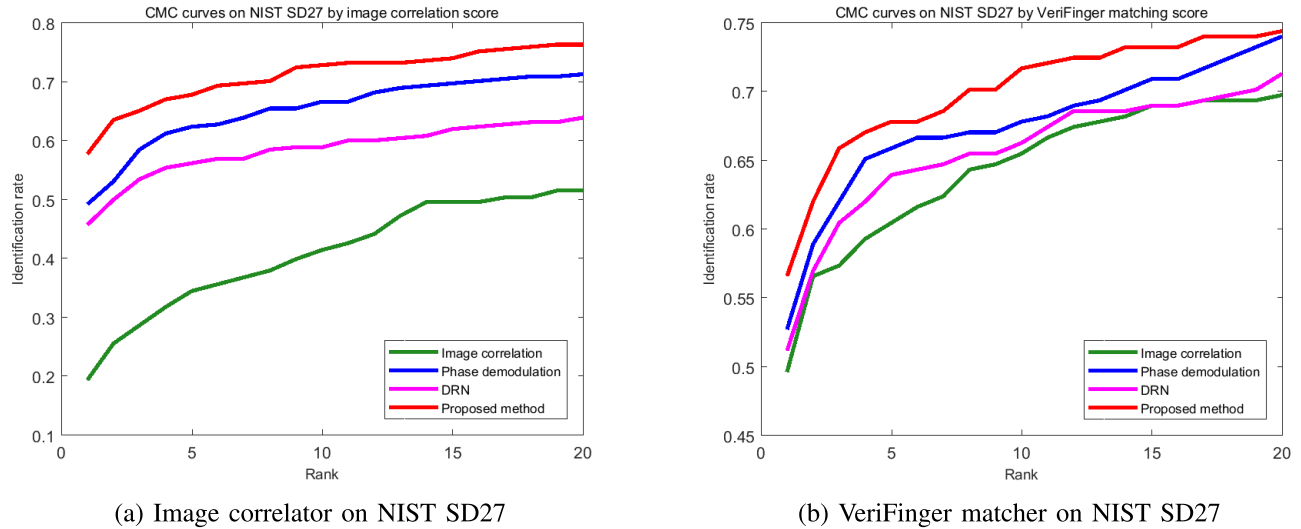 CMC curves on NIST SD27 by image correlation score
0.8
0.7
0.6
0.5
0.4
0.3
0.2
0.1
Identification rate
0
5
10
15
20
Rank
Image correlation
Phase demodulation
DRN
Proposed method
(a) Image correlator on NIST SD27
CMC curves on NIST SD27 by VeriFinger matching score
0.75
0.7
0.65
0.6
0.55
0.5
0.45
Identification rate
0
5
10
15
20
Rank
Image correlation
Phase demodulation
DRN
Proposed method
(b) VeriFinger matcher on NIST SD27